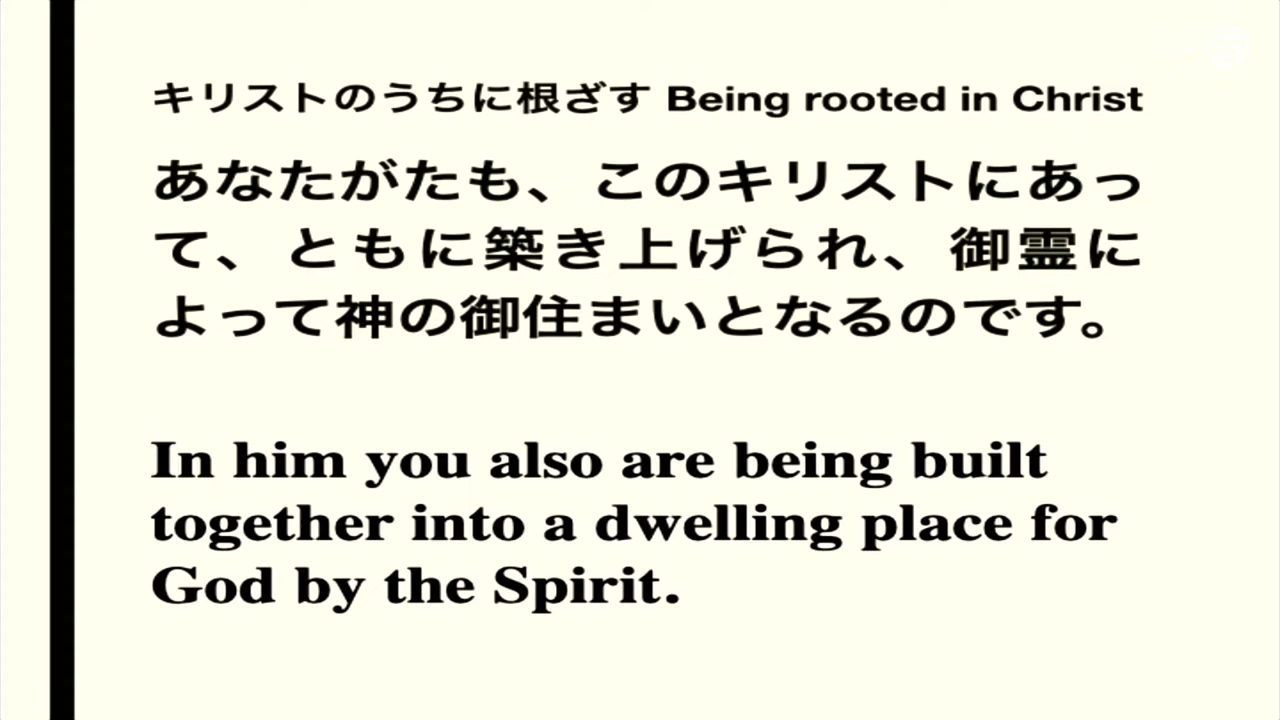 キリストのうちに根ざす Being rooted in Christ
あなたがたも、このキリストにあっ
て、ともに築き上げられ、御霊に
よって神の御住まいとなるのです。
In him you also are being built
together into a dwelling place for
God by the Spirit.